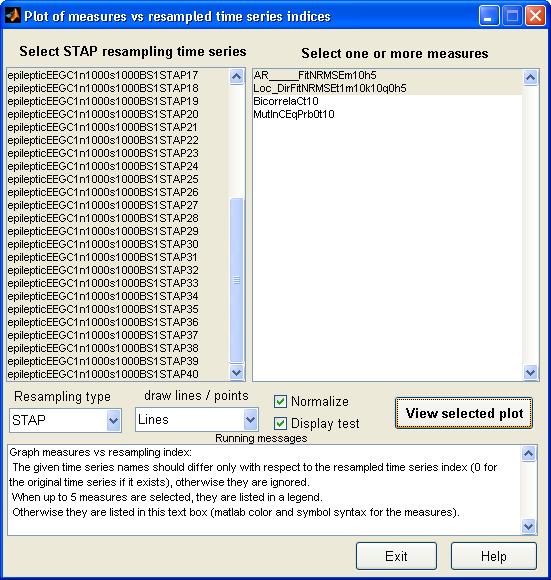 Plot of measures vs resampled time series indices
Select STAP resampling time series
Select one or more measures
epilepticEEGC1n1000s1000BS1STAP17
epilepticEEGC1n1000s1000BS1STAP18
epilepticEEGC1n1000s1000BS1STAP19
epilepticEEGC1n1000s1000BS1STAP20
epilepticEEGC1n1000s1000BS1STAP21
epilepticEEGC1n1000s1000BS1STAP22
epilepticEEGC1n1000s1000BS1STAP23
epilepticEEGC1n1000s1000BS1STAP24
epilepticEEGC1n1000s1000BS1STAP25
epilepticEEGC1n1000s1000BS1STAP26
epilepticEEGC1n1000s1000BS1STAP27
epilepticEEGC1n1000s1000BS1STAP28
epilepticEEGC1n1000s1000BS1STAP29
epilepticEEGC1n1000s1000BS1STAP30
epilepticEEGC1n1000s1000BS1STAP31
epilepticEEGC1n1000s1000BS1STAP32
epilepticEEGC1n1000s1000BS1STAP33
epilepticEEGC1n1000s1000BS1STAP34
epilepticEEGC1n1000s1000BS1STAP35
epilepticEEGC1n1000s1000BS1STAP36
epilepticEEGC1n1000s1000BS1STAP37
epilepticEEGC1n1000s1000BS1STAP38
epilepticEEGC1n1000s1000BS1STAP39
epilepticEEGC1n1000s1000BS1STAP40
AR_____FitNRMSEm10h5
Loc_DirFitNRMSEt1m10k10q0h5
BicorrelaCt10
MutInCEqPrb0t10
Resampling type
STAP
draw lines / points
Lines
Normalize
Display test
View selected plot
Running messages
Graph measures vs resampling index:
The given time series names should differ only with respect to the resampled time series index (0 for
the original time series if it exists), otherwise they are ignored.
When up to 5 measures are selected, they are listed in a legend.
Otherwise they are listed in this text box (matlab color and symbol syntax for the measures).
Exit
Help